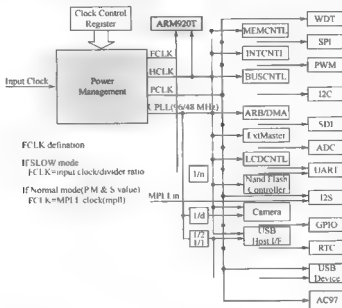 Clock Control
Register
ARM920T
Input Clock
Power
Management
FCLK
HCLK
PCLK
UPLL(96/48 MHz)
MEMCNTL
INTCNTL
BUSCNTL
ARB/DMA
ExtMaster
LCDCNTL
Nand Flash
Controller
Camera
USB
Host I/F
1/n
1/d
1/2
1/1
MPLLin
FCLK defination
If SLOW mode
FCLK=input clock/divider ratio
If Normal mode(P M & S value)
FCLK=MPLL clock(mpll)
WDT
SPI
PWM
I2C
SDI
ADC
UART
I2S
GPIO
RTC
USB
Device
AC97